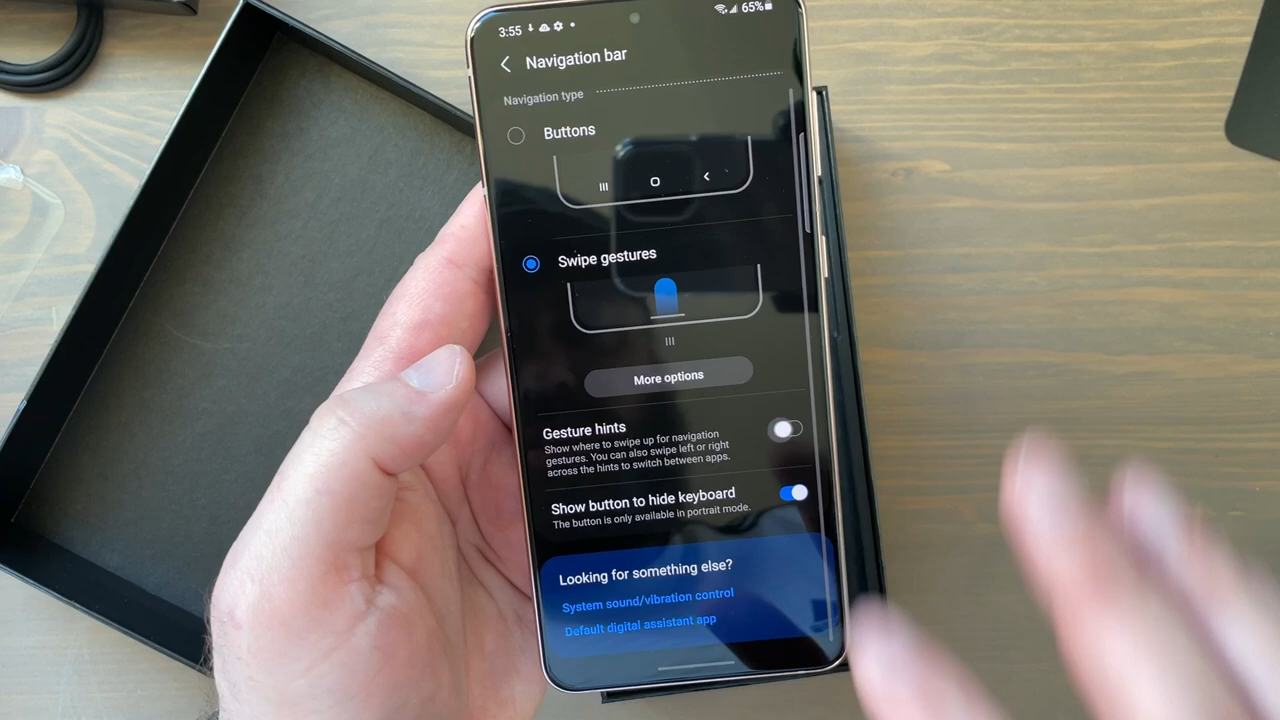 3:55 65%
Navigation bar
Navigation type
Buttons
Swipe gestures
More options
Gesture hints
Show where to swipe up for navigation
gestures. You can also swipe left or right
across the hints to switch between apps.
Show button to hide keyboard
The button is only available in portrait mode.
Looking for something else?
System sound/vibration control
Default digital assistant app